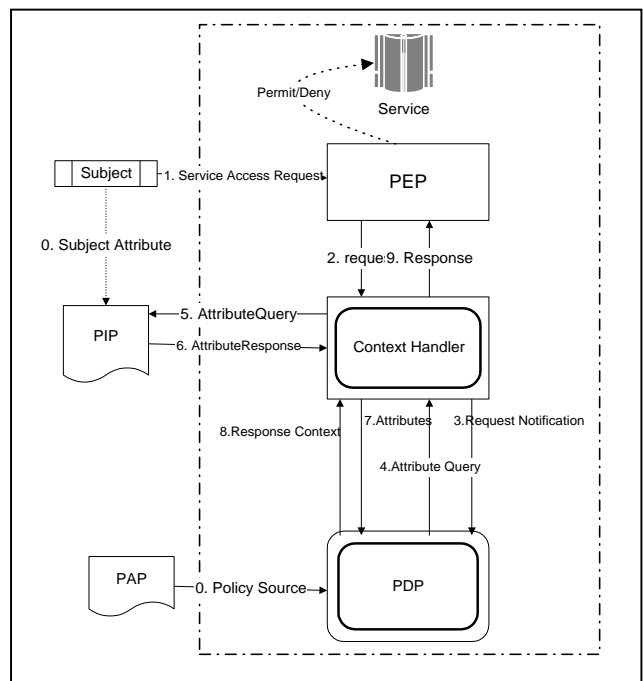 Permit/Deny
Service
Subject
1. Service Access Request
PEP
0. Subject Attribute
2. reque
9. Response
5. AttributeQuery
PIP
6. AttributeResponse
Context Handler
7.Attributes
3.Request Notification
8.Response Context
4.Attribute Query
PAP
0. Policy Source
PDP